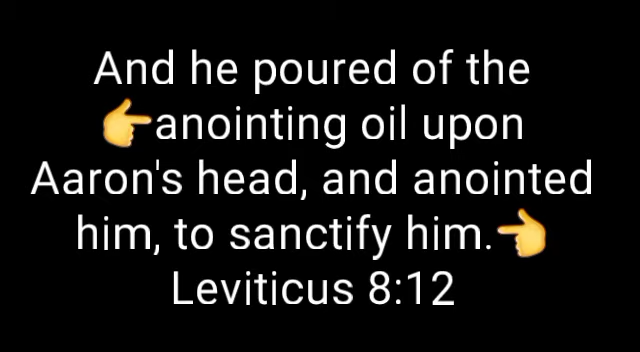 And he poured of the
👉anointing oil upon
Aaron's head, and anointed
him, to sanctify him.👈
Leviticus 8:12